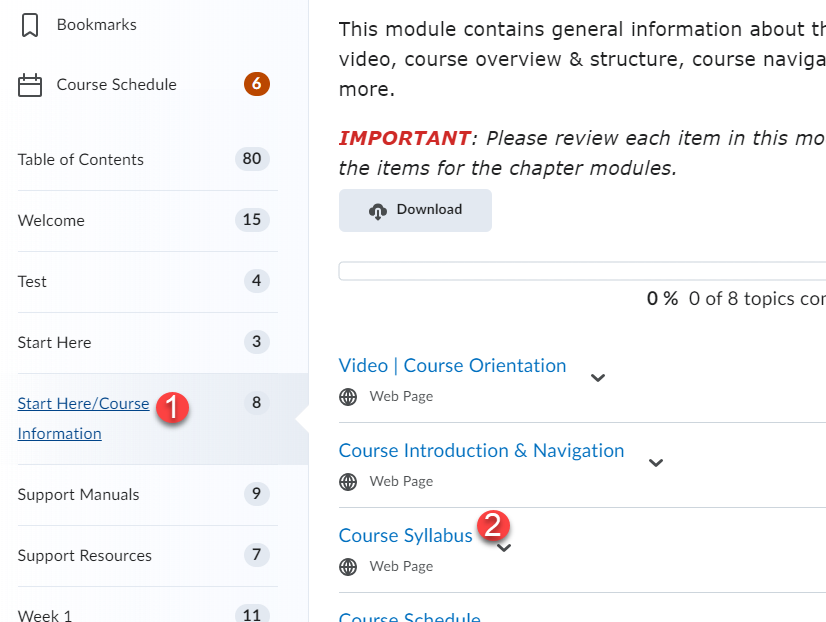 Bookmarks
Course Schedule 6
Table of Contents 80
Welcome 15
Test 4
Start Here 3
Start Here/Course 1 8
Information
Support Manuals 9
Support Resources 7
Week 1 11
This module contains general information about
video, course overview & structure, course
more.
IMPORTANT: Please review each item in this
the items for the chapter modules.
Download
0 % 0 of 8 topics
Video | Course Orientation
Web Page
Course Introduction & Navigation
Web Page
Course Syllabus 2
Web Page
Course Schedule